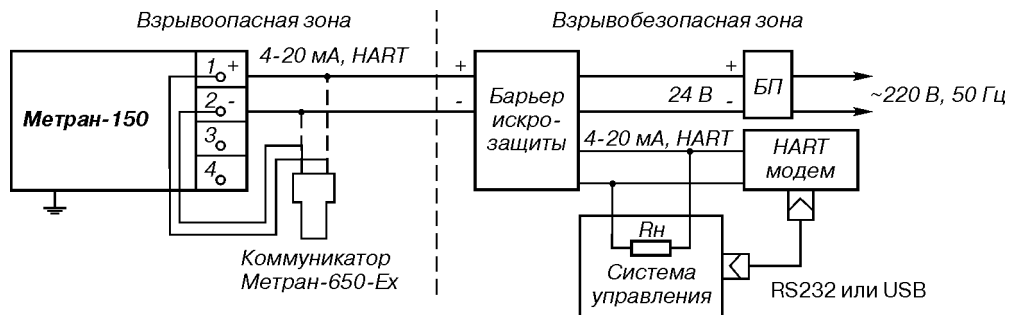 Взрывоопасная зона
Взрывобезопасная зона
4-20 мА, HART
1 +
2 -
3
4
Метран-150
+
-
Барьер
искро-
защиты
+
24 В -
БП
~220 В, 50 Гц
4-20 мА, HART
HART
модем
Rн
Система
управления
Коммуникатор
Метран-650-Ех
RS232 или USB